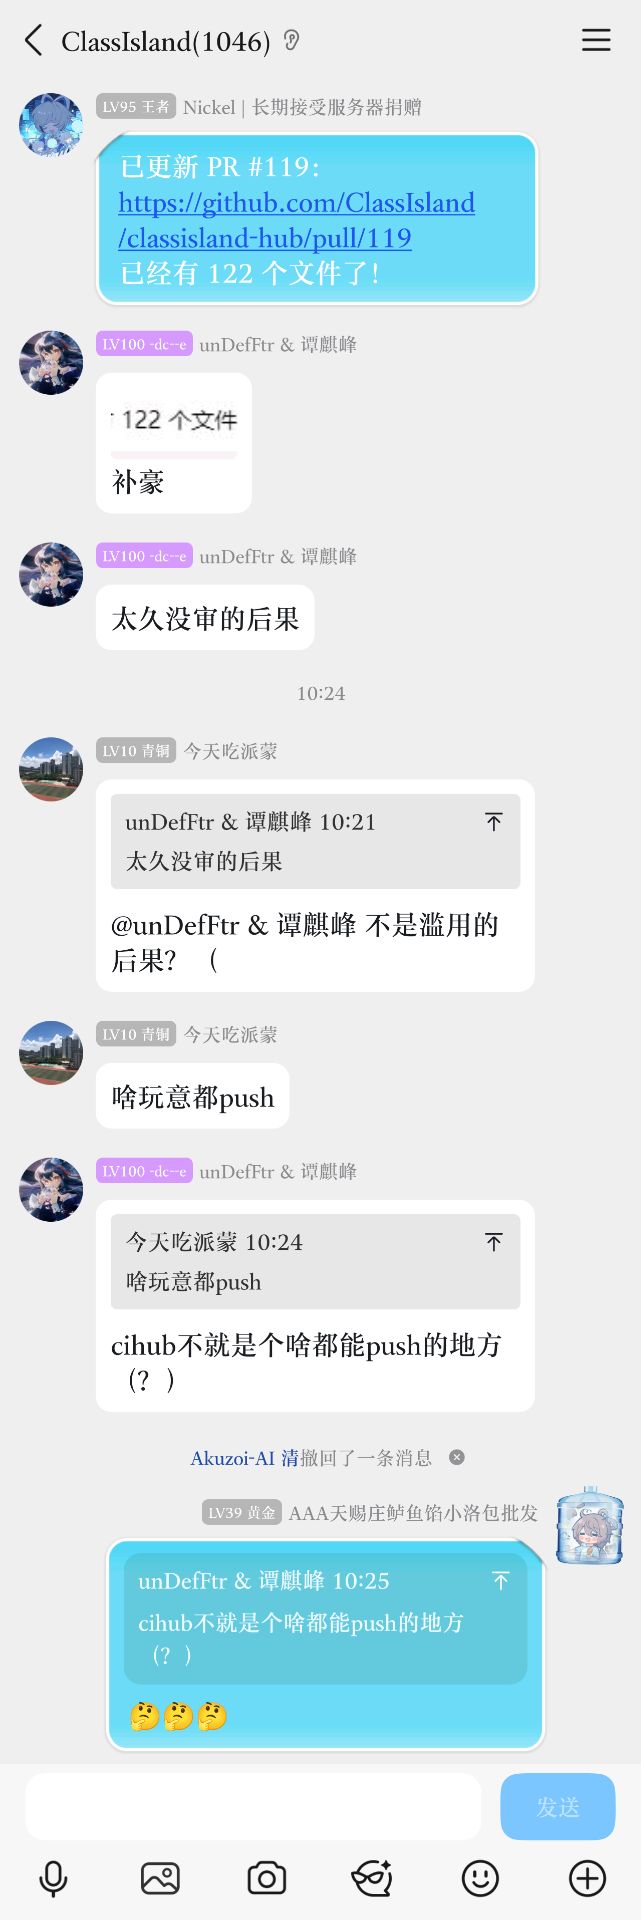 ClassIsland(1046)
LV95 王者 Nickel | 长期接受服务器捐赠
已更新 PR #119：
https://github.com/ClassIsland
/classisland-hub/pull/119
已经有 122 个文件了！
LV100 -dc--e unDefFtr & 谭麒峰
122 个文件
补豪
LV100 -dc--e unDefFtr & 谭麒峰
太久没审的后果
10:24
LV10 青铜 今天吃派蒙
unDefFtr & 谭麒峰 10:21
太久没审的后果
@unDefFtr & 谭麒峰 不是滥用的
后果？（
LV10 青铜 今天吃派蒙
啥玩意都push
LV100 -dc--e unDefFtr & 谭麒峰
今天吃派蒙 10:24
啥玩意都push
cihub不就是个啥都能push的地方
（？）
Akuzoi-AI 清撤回了一条消息
LV39 黄金 AAA天赐庄鲈鱼馅小洛包批发
unDefFtr & 谭麒峰 10:25
cihub不就是个啥都能push的地方
（？）
🤔🤔🤔
发送